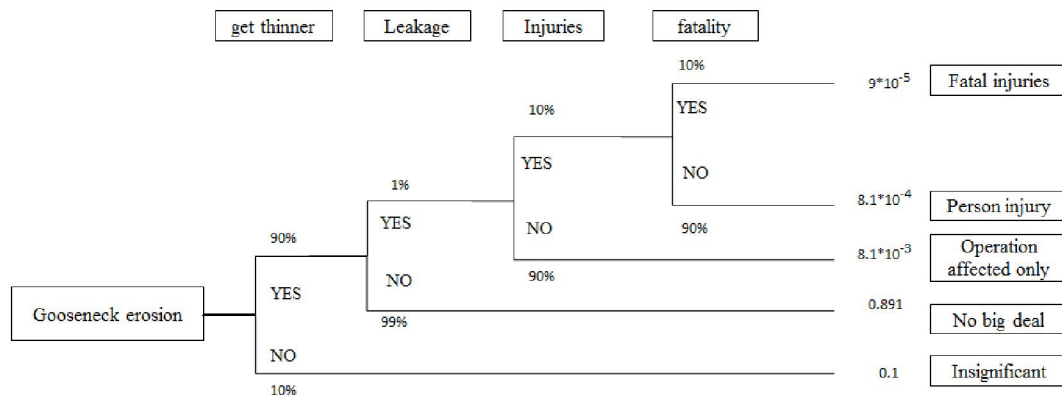 get thinner
Leakage
Injuries
fatality
10%
9*10-5
Fatal injuries
10%
YES
YES
1%
NO
8.1*10-4
Person injury
YES
NO
90%
90%
8.1*10-3
Operation
affected only
90%
YES
NO
0.891
Gooseneck erosion
99%
No big deal
NO
0.1
Insignificant
10%